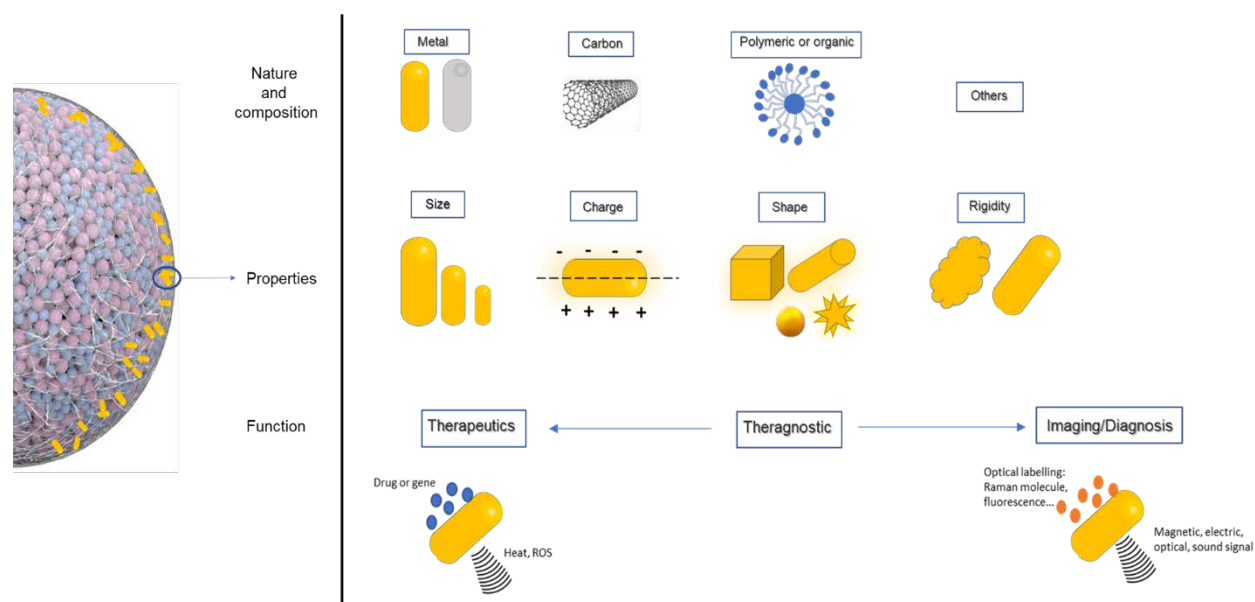 Nature
and
composition
Metal
Carbon
Polymeric or organic
Others
Properties
Size
Charge
Shape
Rigidity
- - - -
+ + + +
Function
Therapeutics
Theragnostic
Imaging/Diagnosis
Drug or gene
Heat, ROS
Optical labelling:
Raman molecule,
fluorescence...
Magnetic, electric,
optical, sound signal